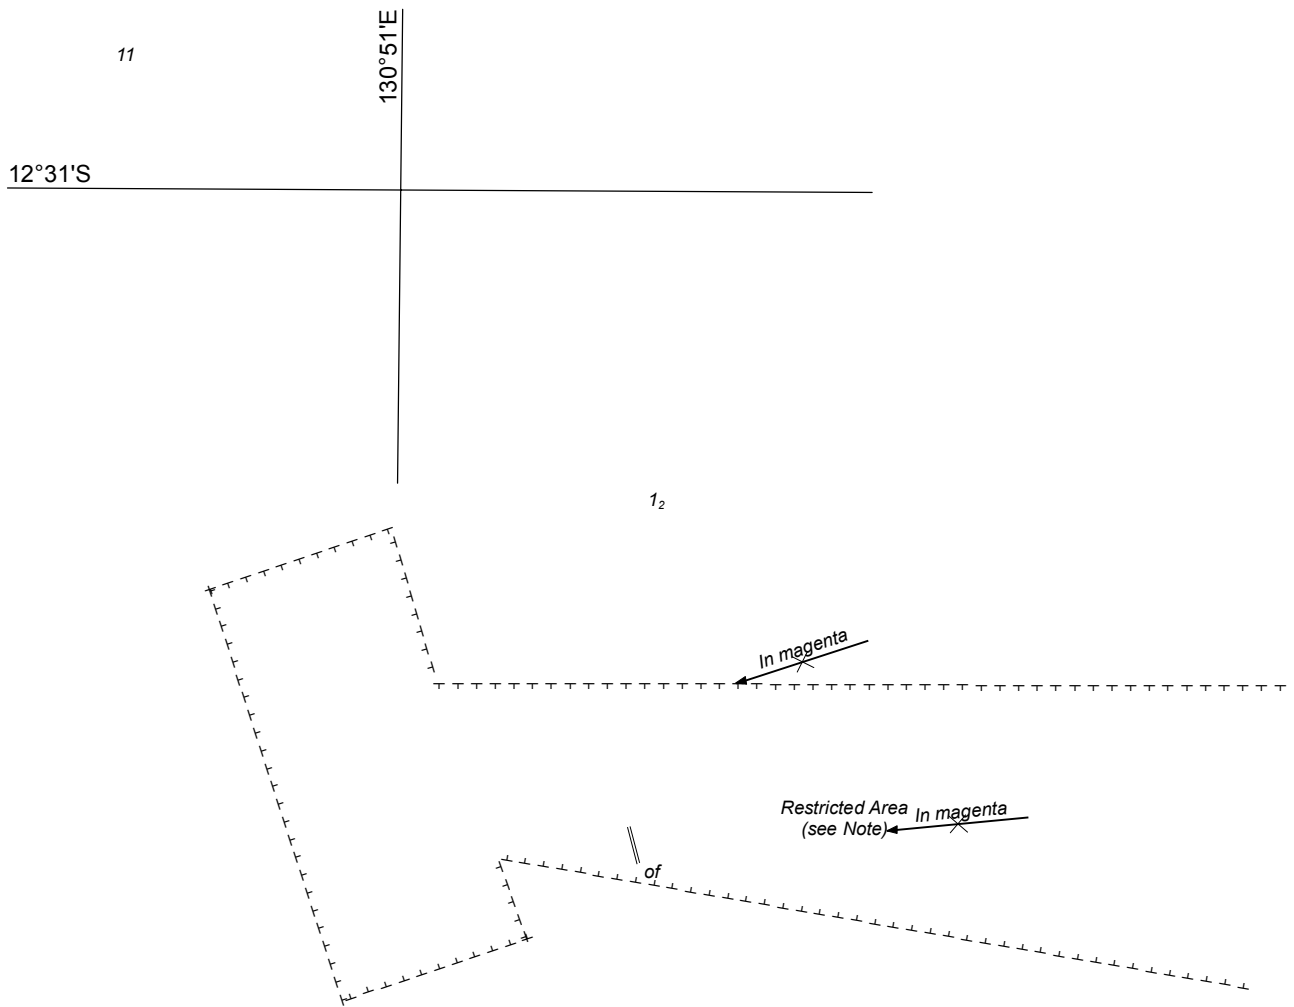 11
130°51'E
12°31'S
1₂
In magenta
Restricted Area
(see Note)
In magenta
of